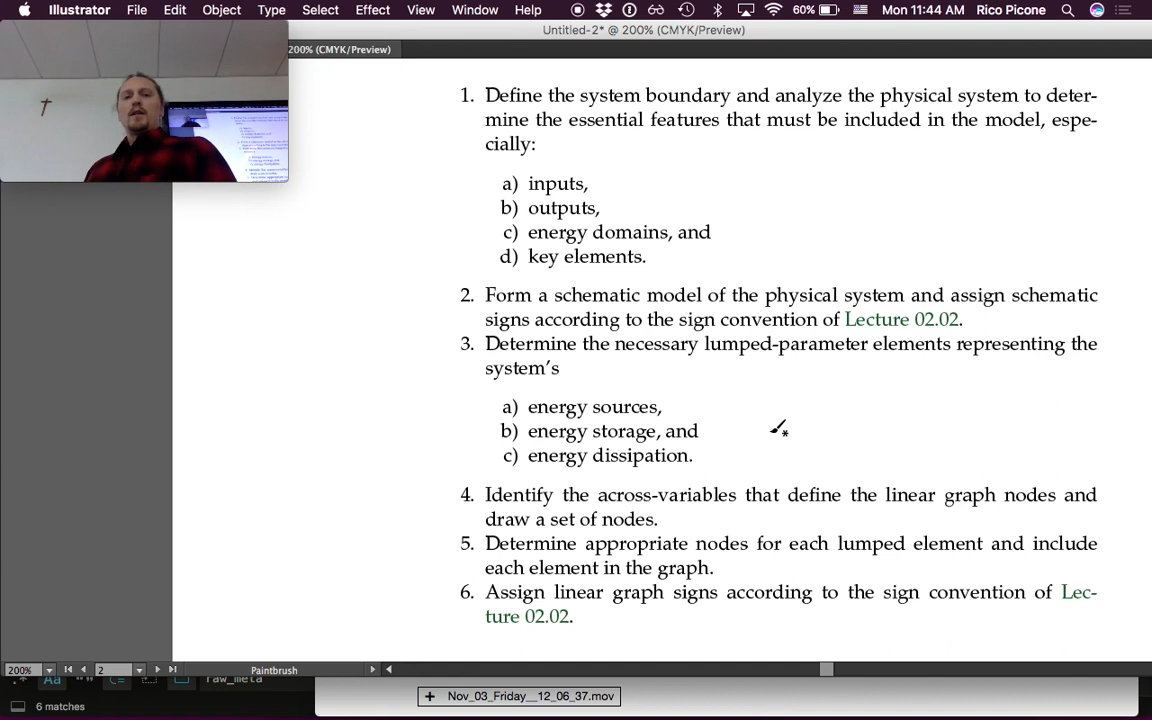 Illustrator File Edit Object Type Select Effect View Window Help 60% Mon 11:44 AM Rico Picone
Untitled-2* @ 200% (CMYK/Preview)
200% (CMYK/Preview)
1. Define the system boundary and analyze the physical system to deter-
mine the essential features that must be included in the model, espe-
cially:
a) inputs,
b) outputs,
c) energy domains, and
d) key elements.
2. Form a schematic model of the physical system and assign schematic
signs according to the sign convention of Lecture 02.02.
3. Determine the necessary lumped-parameter elements representing the
system's
a) energy sources,
b) energy storage, and
c) energy dissipation.
4. Identify the across-variables that define the linear graph nodes and
draw a set of nodes.
5. Determine appropriate nodes for each lumped element and include
each element in the graph.
6. Assign linear graph signs according to the sign convention of Lec-
ture 02.02.
200% 2 Paintbrush
.* Aa "" raw_meta
+ Nov_03_Friday__12_06_37.mov
6 matches